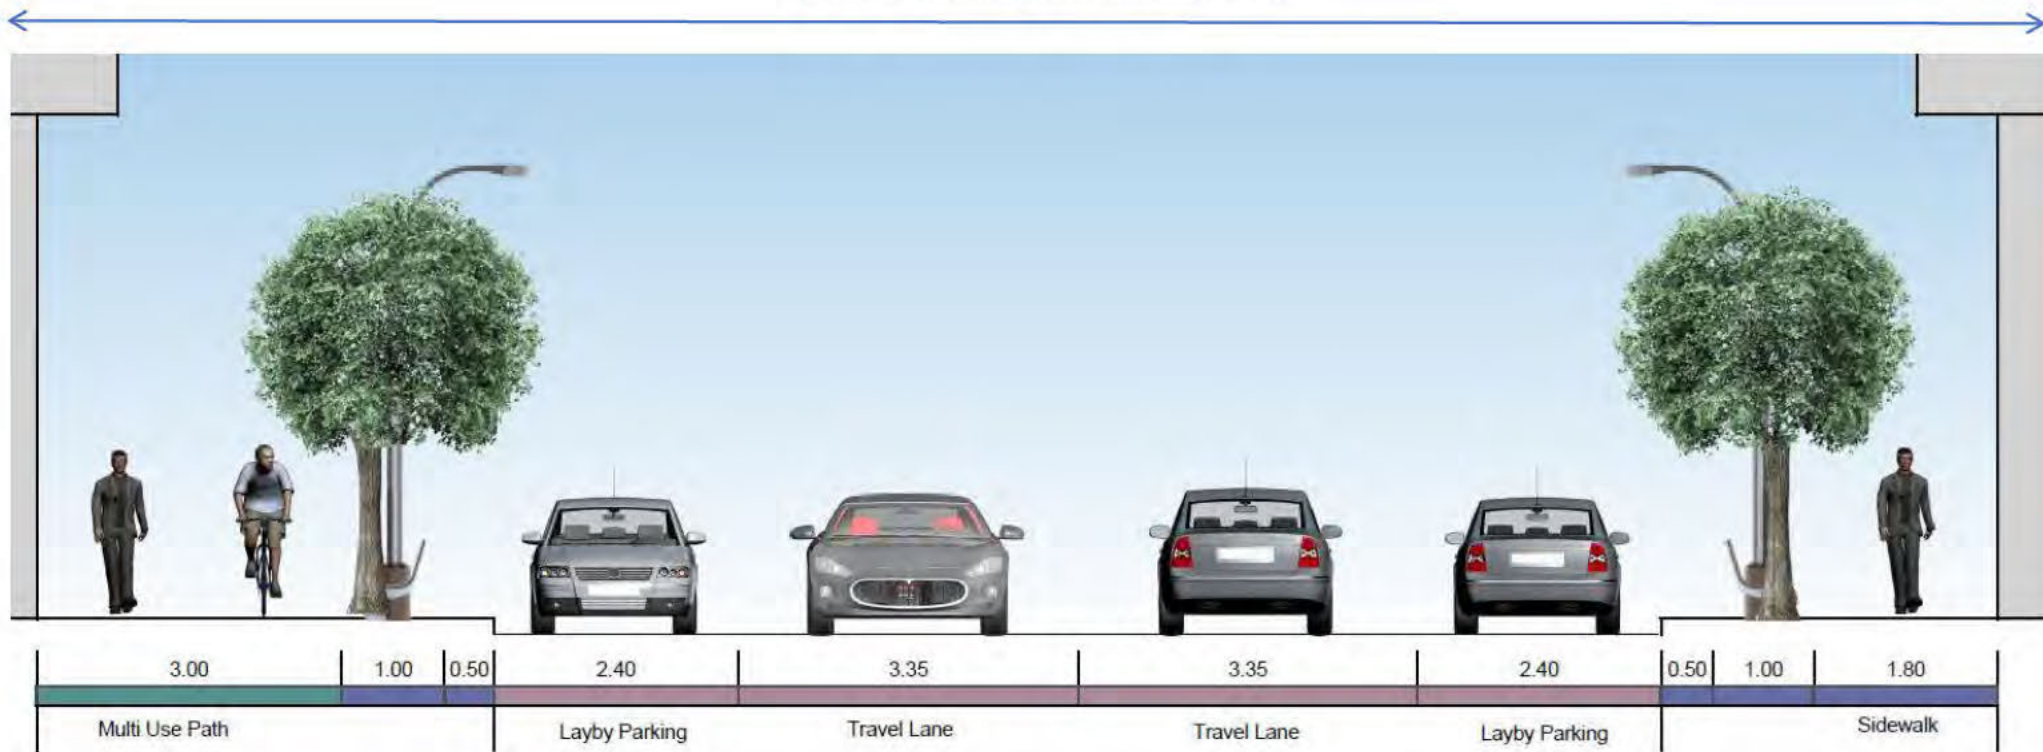 3.00 1.00 0.50 2.40 3.35 3.35 2.40 0.50 1.00 1.80
Multi Use Path Layby Parking Travel Lane Travel Lane Layby Parking Sidewalk